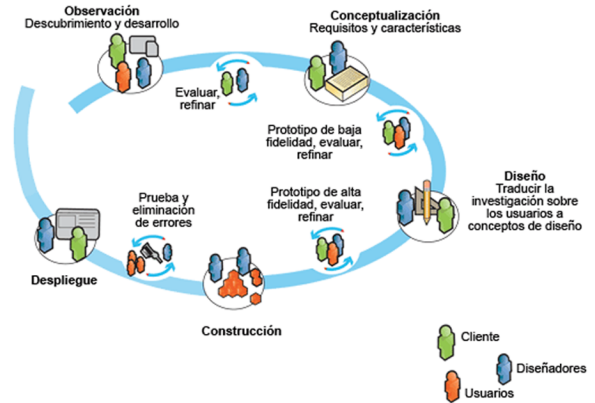 Observación
Descubrimiento y desarrollo
Conceptualización
Requisitos y características
Evaluar,
refinar
Prototipo de baja
fidelidad, evaluar,
refinar
Diseño
Traducir la
investigación sobre
los usuarios a
conceptos de diseño
Prototipo de alta
fidelidad, evaluar,
refinar
Prueba y
eliminación
de errores
Despliegue
Construcción
Cliente
Diseñadores
Usuarios